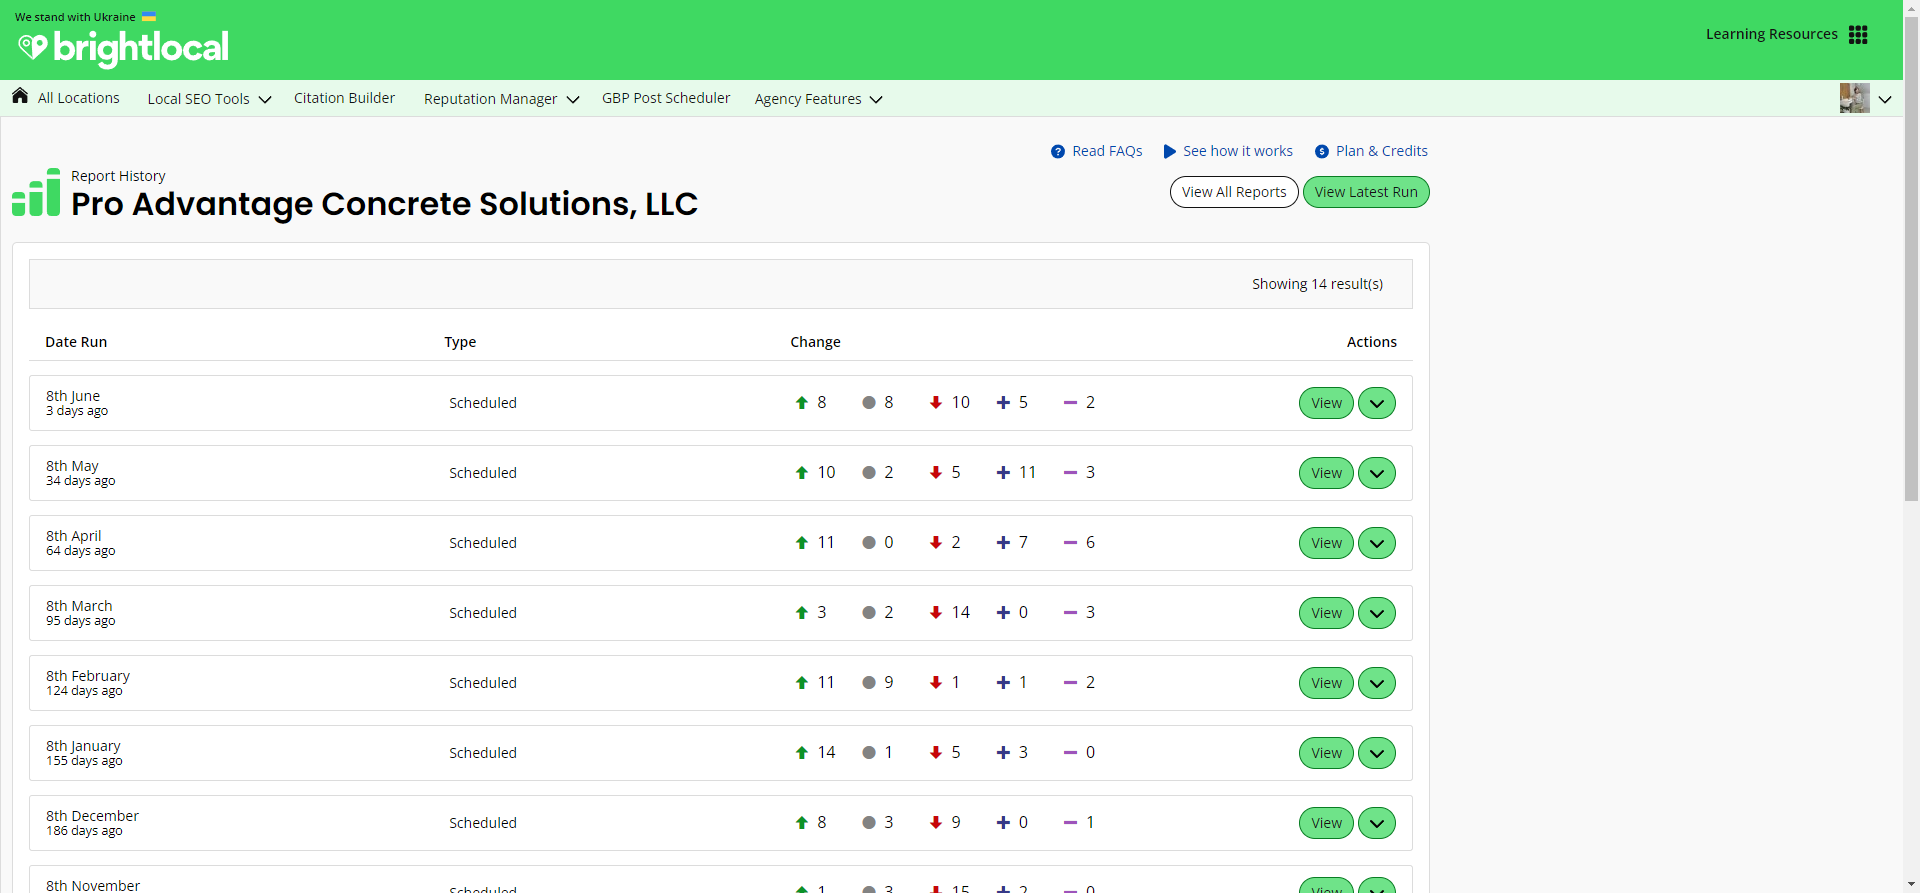 We stand with Ukraine
brightlocal
Learning Resources
All Locations Local SEO Tools Citation Builder Reputation Manager GBP Post Scheduler Agency Features
Read FAQs See how it works Plan & Credits
Report History
Pro Advantage Concrete Solutions, LLC
View All Reports View Latest Run
Showing 14 result(s)
Date Run Type Change Actions
8th June
3 days ago
Scheduled 8 8 10 5 2 View
8th May
34 days ago
Scheduled 10 2 5 11 3 View
8th April
64 days ago
Scheduled 11 0 2 7 6 View
8th March
95 days ago
Scheduled 3 2 14 0 3 View
8th February
124 days ago
Scheduled 11 9 1 1 2 View
8th January
155 days ago
Scheduled 14 1 5 3 0 View
8th December
186 days ago
Scheduled 8 3 9 0 1 View
8th November
Scheduled 1 3 15 2 0 View